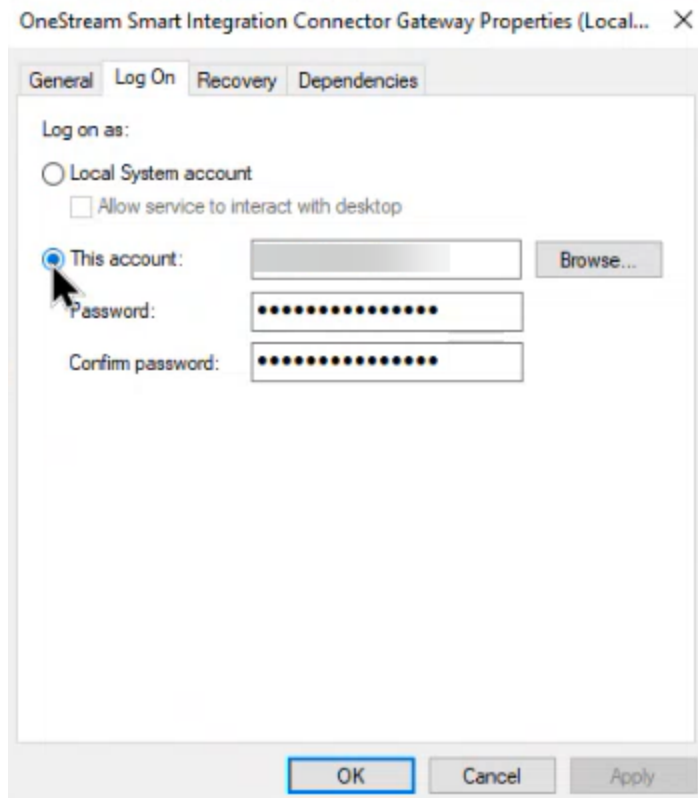 OneStream Smart Integration Connector Gateway Properties (Local...
General Log On Recovery Dependencies
Log on as:
Local System account
Allow service to interact with desktop
This account:
Browse...
Password: •••••••••••••••
Confirm password: •••••••••••••••
OK Cancel Apply